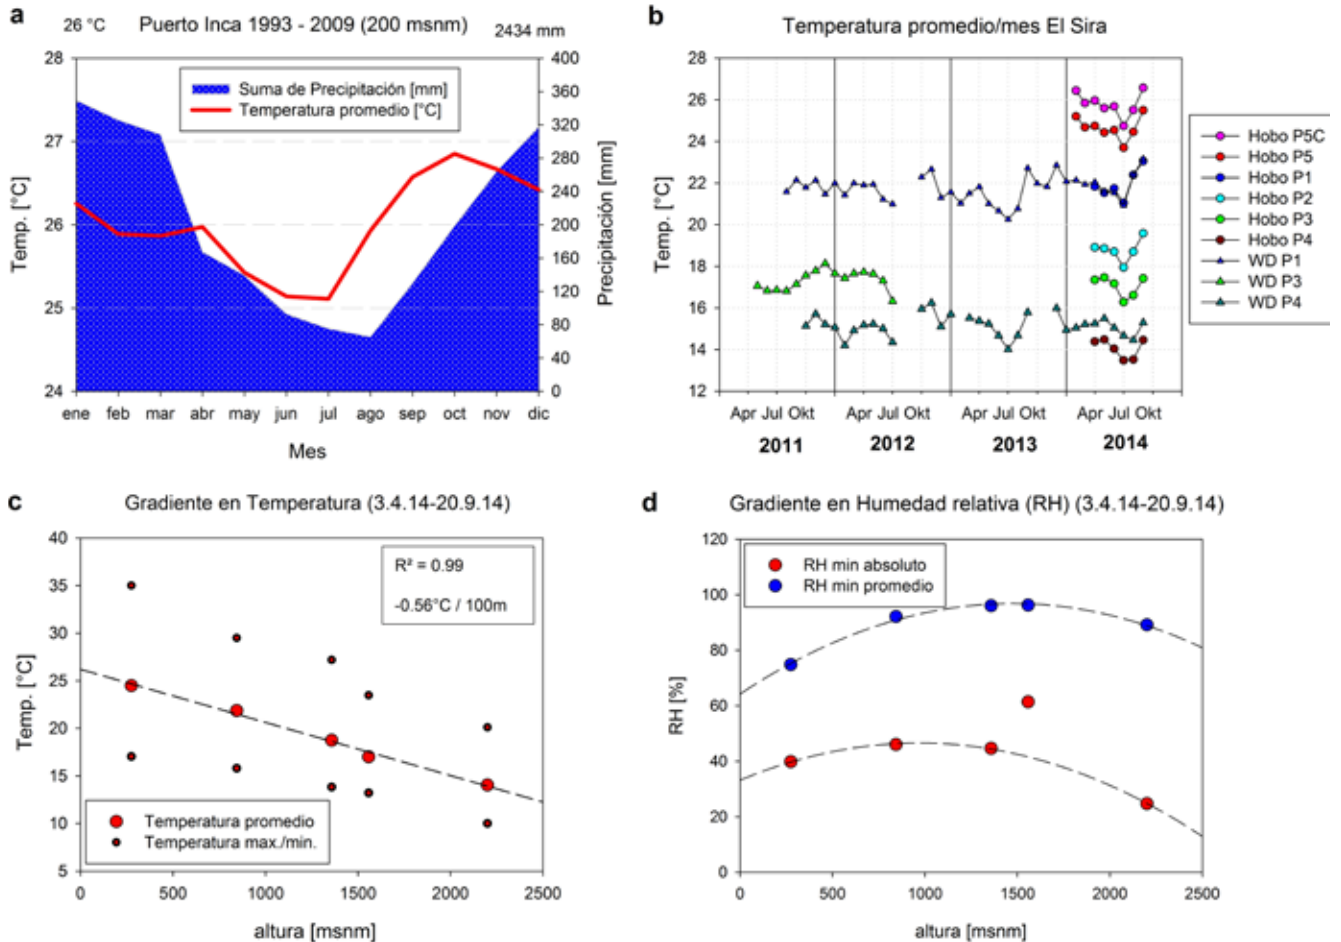 a
26 °C
Puerto Inca 1993 - 2009 (200 msnm)
2434 mm
Suma de Precipitación [mm]
Temperatura promedio [°C]
Temp. [°C]
28
27
26
25
24
Precipitación [mm]
400
360
320
280
240
200
160
120
80
40
0
ene feb mar abr may jun jul ago sep oct nov dic
Mes
b
Temperatura promedio/mes El Sira
Temp. [°C]
28
26
24
22
20
18
16
14
12
Apr Jul Okt Apr Jul Okt Apr Jul Okt Apr Jul Okt
2011 2012 2013 2014
Hobo P5C
Hobo P5
Hobo P1
Hobo P2
Hobo P3
Hobo P4
WD P1
WD P3
WD P4
c
Gradiente en Temperatura (3.4.14-20.9.14)
R² = 0.99
-0.56°C / 100m
Temp. [°C]
40
35
30
25
20
15
10
5
Temperatura promedio
Temperatura max./min.
0 500 1000 1500 2000 2500
altura [msnm]
d
Gradiente en Humedad relativa (RH) (3.4.14-20.9.14)
RH min absoluto
RH min promedio
RH [%]
120
100
80
60
40
20
0
0 500 1000 1500 2000 2500
altura [msnm]